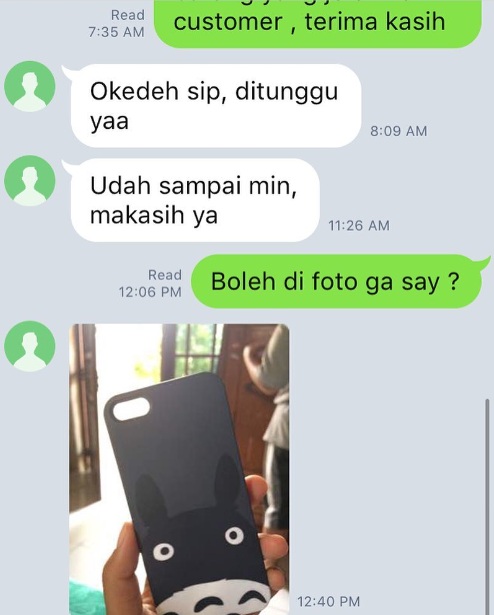 Read
7:35 AM
customer , terima kasih
Okedeh sip, ditunggu
yaa
8:09 AM
Udah sampai min,
makasih ya
11:26 AM
Read
12:06 PM
Boleh di foto ga say ?
12:40 PM